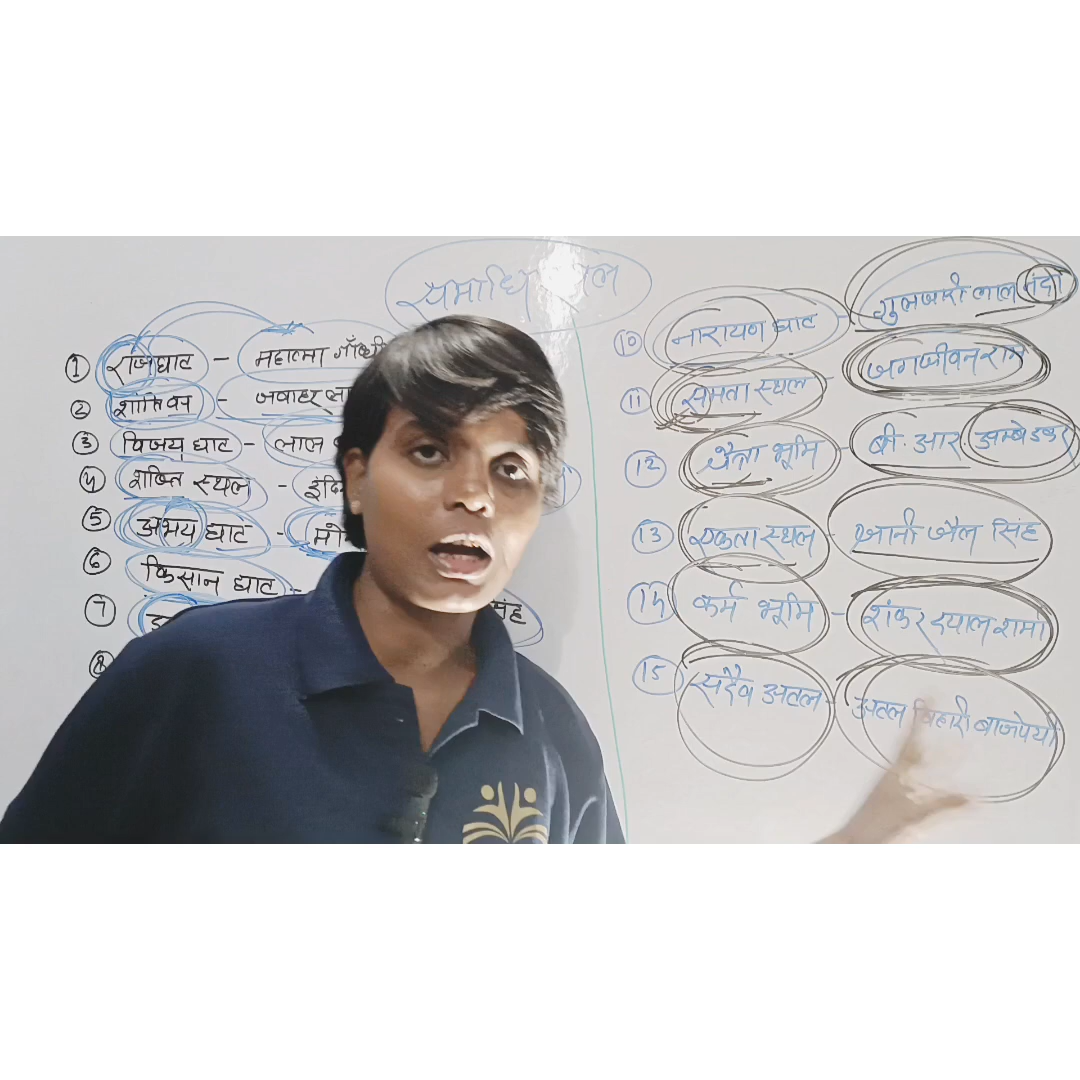 समाधि
① राजघाट - महात्मा गाँधी
② शान्ति वन - जवाहर ला
③ विजय घाट - लाल
④ शक्ति स्थल - इंदि
⑤ अभय घाट - मो
⑥ किसान घाट -
⑦ सिंह
⑧
⑩ नारायण घाट - गुलजारी लाल नंदा
⑪ समता स्थल - जगजीवन राम
⑫ चैत्रा भूमि - बी. आर अम्बेडकर
⑬ एकता स्थल - ज्ञानी जैल सिंह
⑭ कर्म भूमि - शंकर दयाल शर्मा
⑮ सदैव अटल - अटल बिहारी बाजपेयी